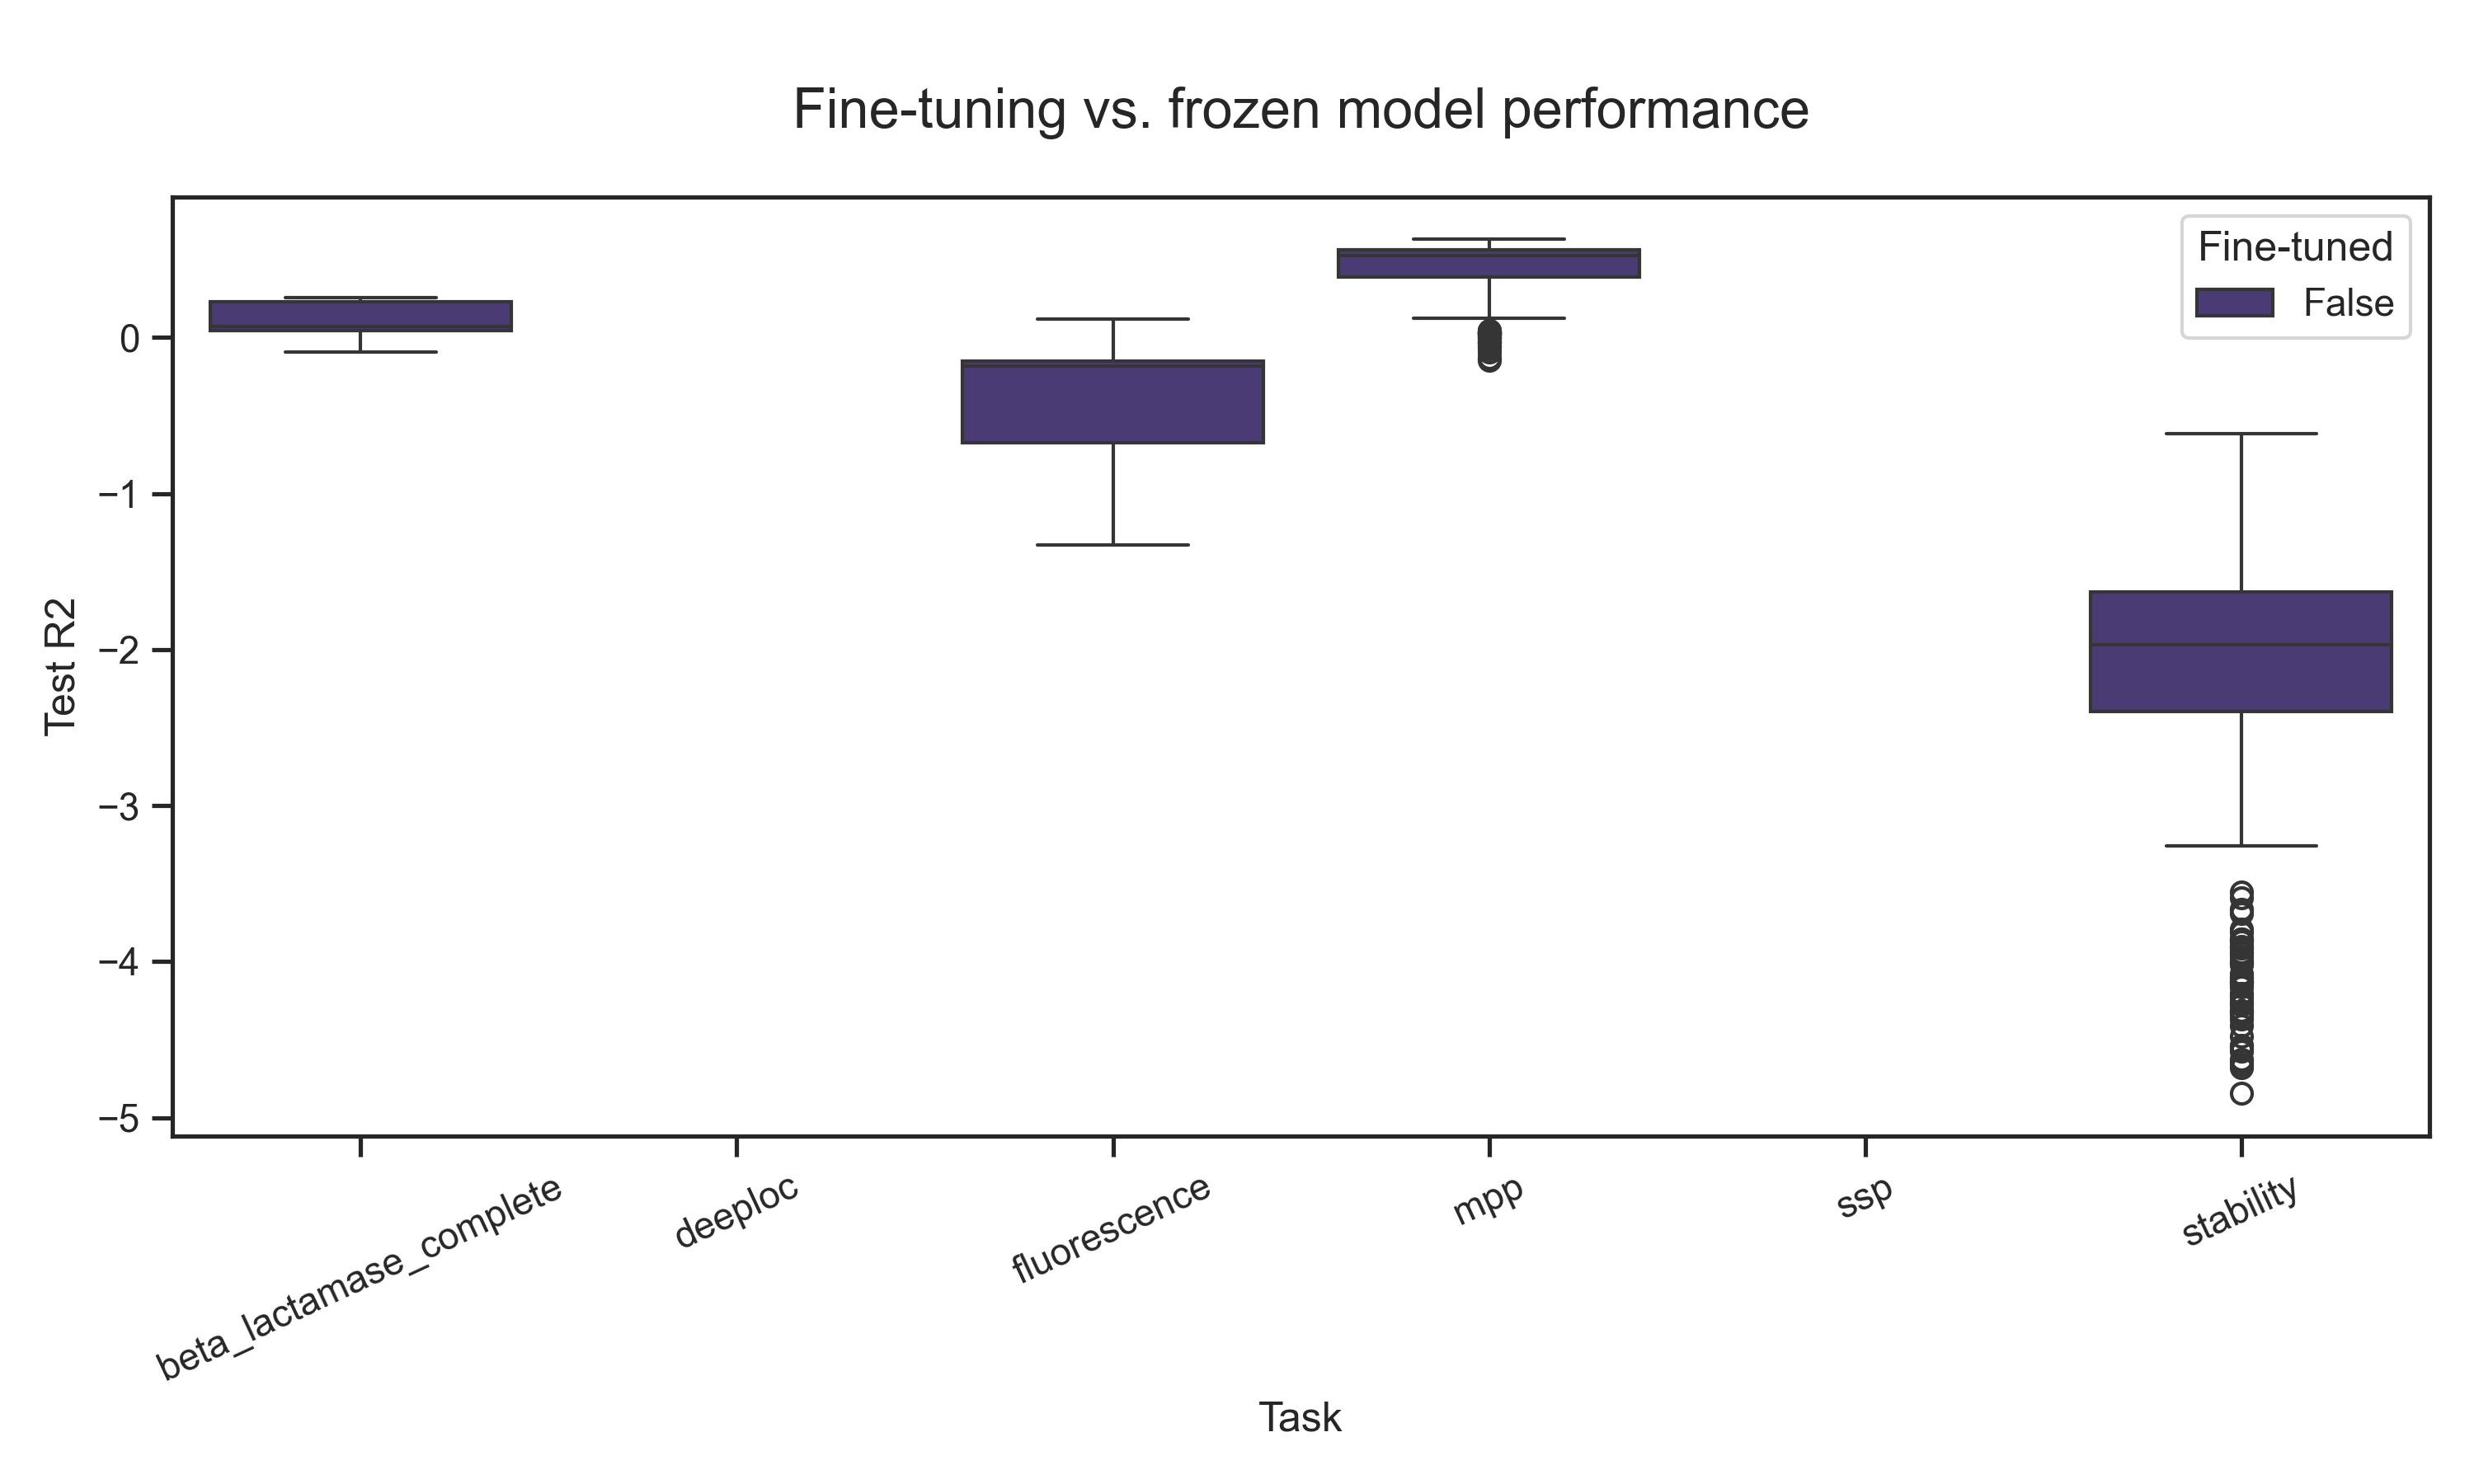 Fine-tuning vs. frozen model performance
Fine-tuned
False
0
−1
−2
−3
−4
−5
Test R2
beta_lactamase_complete
deeploc
fluorescence
mpp
ssp
stability
Task